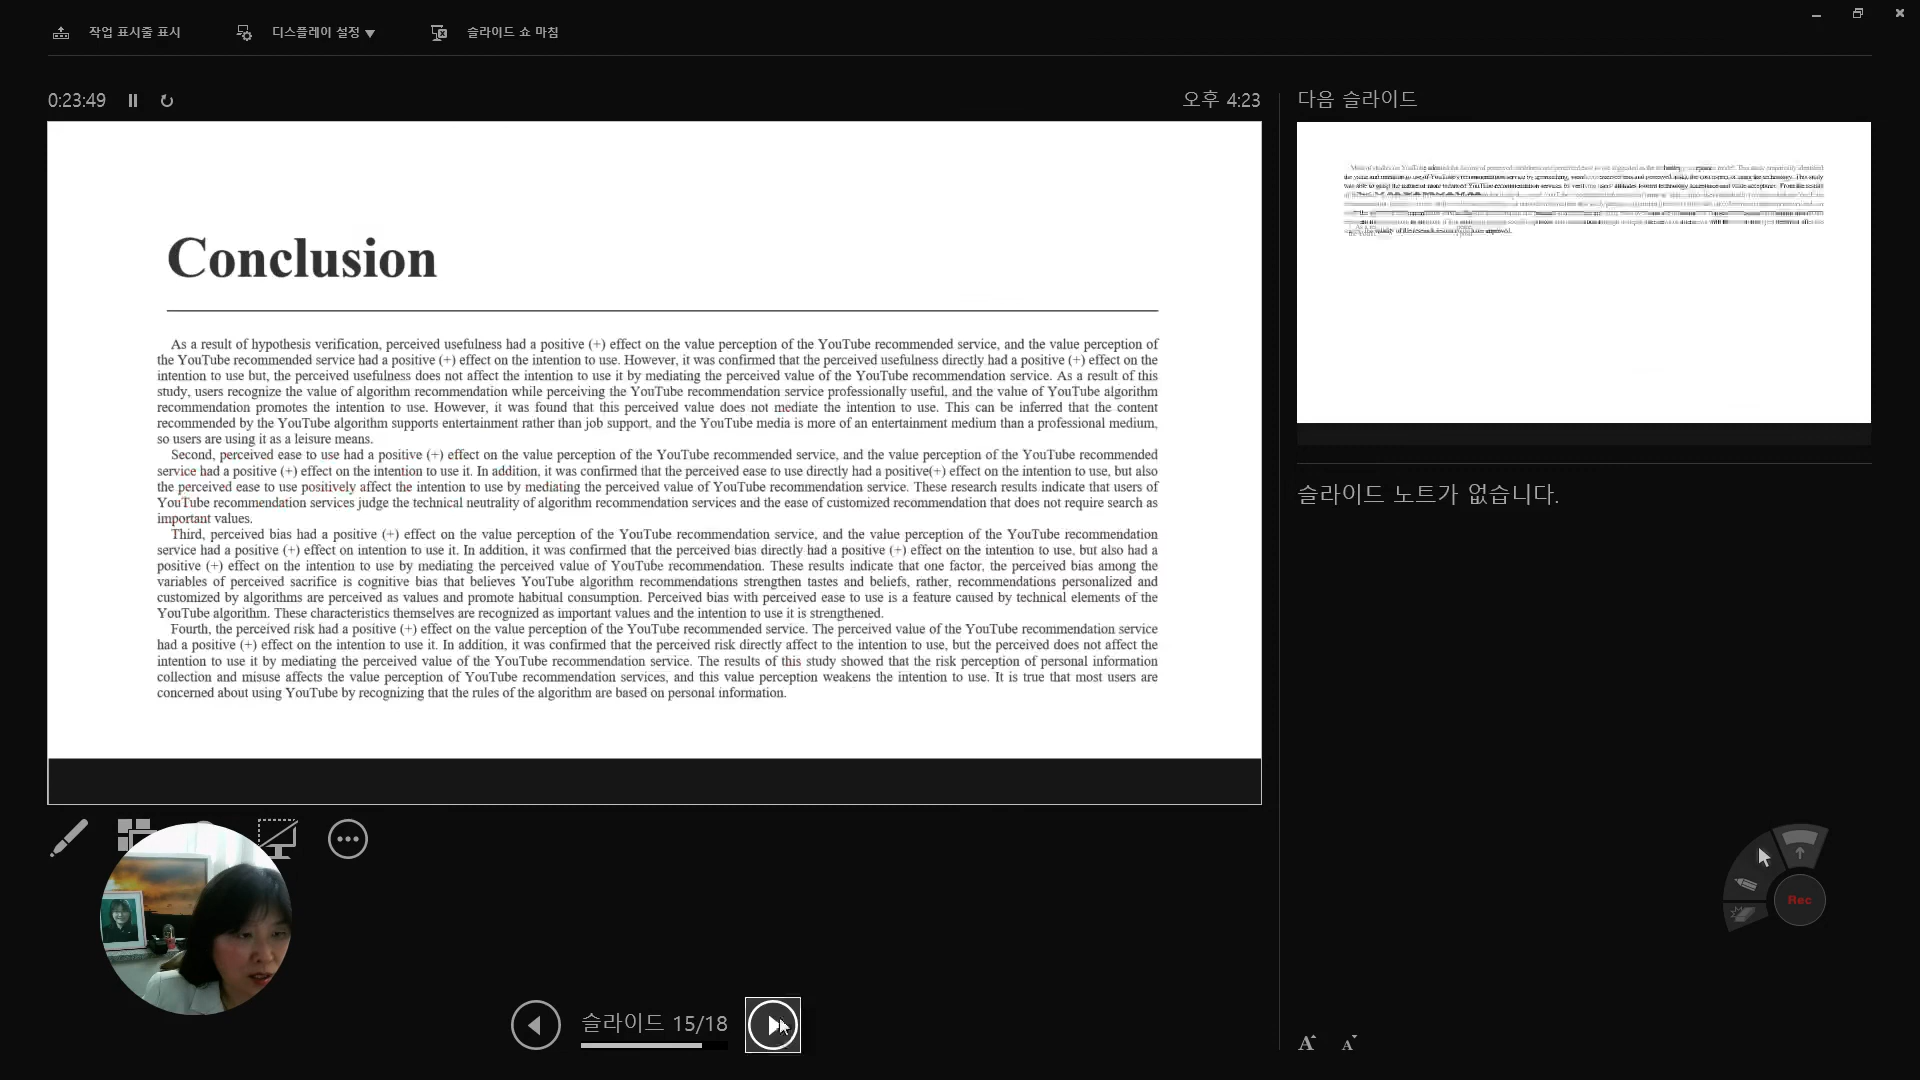 작업 표시줄 표시
디스플레이 설정 ▼
슬라이드 쇼 마침
0:23:49
오후 4:23
다음 슬라이드
Conclusion
As a result of hypothesis verification, perceived usefulness had a positive (+) effect on the value perception of the YouTube recommended service, and the value perception of
the YouTube recommended service had a positive (+) effect on the intention to use. However, it was confirmed that the perceived usefulness directly had a positive (+) effect on the
intention to use but, the perceived usefulness does not affect the intention to use it by mediating the perceived value of the YouTube recommendation service. As a result of this
study, users recognize the value of algorithm recommendation while perceiving the YouTube recommendation service professionally useful, and the value of YouTube algorithm
recommendation promotes the intention to use. However, it was found that this perceived value does not mediate the intention to use. This can be inferred that the content
recommended by the YouTube algorithm supports entertainment rather than job support, and the YouTube media is more of an entertainment medium than a professional medium,
so users are using it as a leisure means.
Second, perceived ease to use had a positive (+) effect on the value perception of the YouTube recommended service, and the value perception of the YouTube recommended
service had a positive (+) effect on the intention to use it. In addition, it was confirmed that the perceived ease to use directly had a positive(+) effect on the intention to use, but also
the perceived ease to use positively affect the intention to use by mediating the perceived value of YouTube recommendation service. These research results indicate that users of
YouTube recommendation services judge the technical neutrality of algorithm recommendation services and the ease of customized recommendation that does not require search as
important values.
Third, perceived bias had a positive (+) effect on the value perception of the YouTube recommendation service, and the value perception of the YouTube recommendation
service had a positive (+) effect on intention to use it. In addition, it was confirmed that the perceived bias directly had a positive (+) effect on the intention to use, but also had a
positive (+) effect on the intention to use by mediating the perceived value of YouTube recommendation. These results indicate that one factor, the perceived bias among the
variables of perceived sacrifice is cognitive bias that believes YouTube algorithm recommendations strengthen tastes and beliefs, rather, recommendations personalized and
customized by algorithms are perceived as values and promote habitual consumption. Perceived bias with perceived ease to use is a feature caused by technical elements of the
YouTube algorithm. These characteristics themselves are recognized as important values and the intention to use it is strengthened.
Fourth, the perceived risk had a positive (+) effect on the value perception of the YouTube recommended service. The perceived value of the YouTube recommendation service
had a positive (+) effect on the intention to use it. In addition, it was confirmed that the perceived risk directly affect to the intention to use, but the perceived does not affect the
intention to use it by mediating the perceived value of the YouTube recommendation service. The results of this study showed that the risk perception of personal information
collection and misuse affects the value perception of YouTube recommendation services, and this value perception weakens the intention to use. It is true that most users are
concerned about using YouTube by recognizing that the rules of the algorithm are based on personal information.
슬라이드 노트가 없습니다.
Rec
슬라이드 15/18
A A